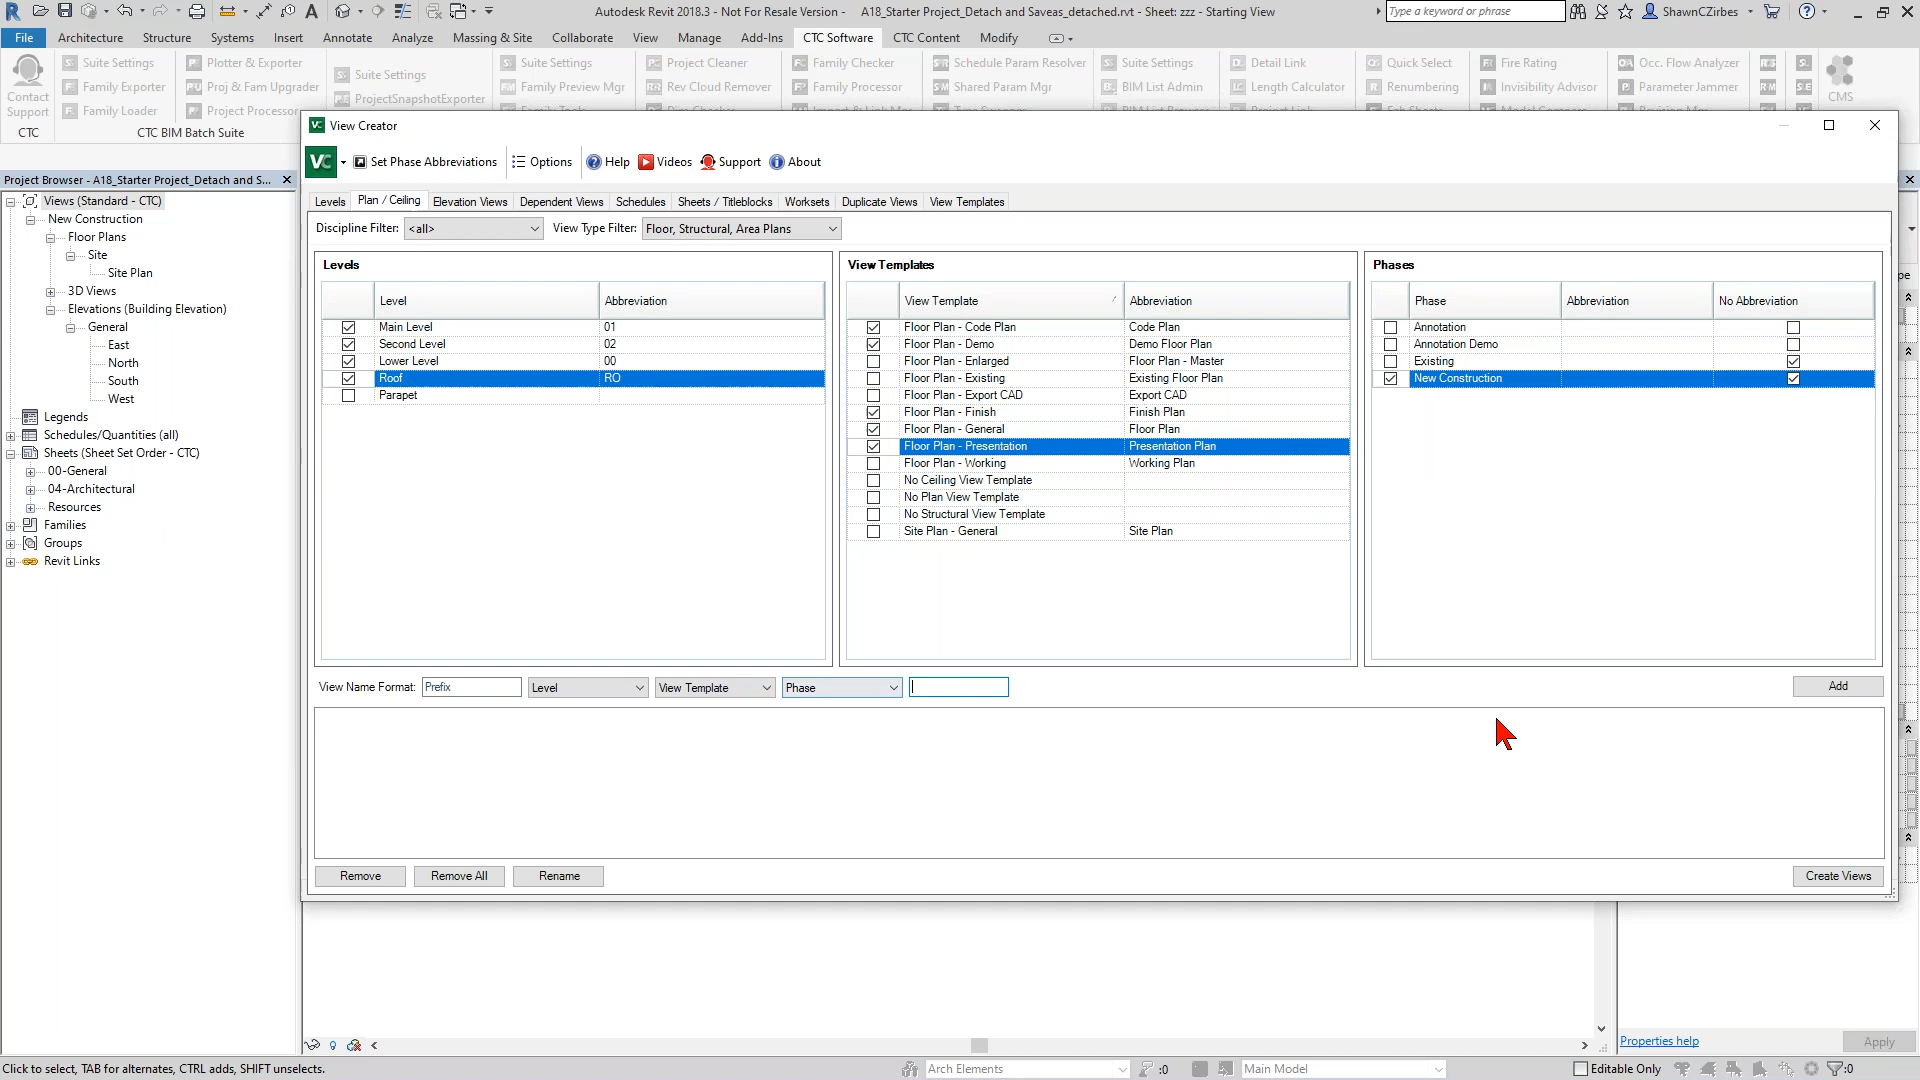 Autodesk Revit 2018.3 - Not For Resale Version - A18_Starter Project_Detach and Saveas_detached.rvt - Sheet: zzz - Starting View
Type a keyword or phrase
ShawnCZirbes
File Architecture Structure Systems Insert Annotate Analyze Massing & Site Collaborate View Manage Add-Ins CTC Software CTC Content Modify
Suite Settings Plotter & Exporter Suite Settings Project Cleaner Family Checker Schedule Param Resolver Suite Settings Detail Link Quick Select Fire Rating Occ. Flow Analyzer
Suite Settings
Family Exporter Proj & Fam Upgrader Family Preview Mgr Rev Cloud Remover Family Processor Shared Param Mgr BIM List Admin Length Calculator Renumbering Invisibility Advisor Parameter Jammer
Contact Support
ProjectSnapshotExporter
CMS
Family Loader Project Processor
CTC CTC BIM Batch Suite
View Creator
VC Set Phase Abbreviations Options Help Videos Support About
Project Browser - A18_Starter Project_Detach and S...
Views (Standard - CTC)
New Construction
Floor Plans
Site
Site Plan
3D Views
Elevations (Building Elevation)
General
East
North
South
West
Legends
Schedules/Quantities (all)
Sheets (Sheet Set Order - CTC)
00-General
04-Architectural
Resources
Families
Groups
Revit Links
Levels Plan / Ceiling Elevation Views Dependent Views Schedules Sheets / Titleblocks Worksets Duplicate Views View Templates
Discipline Filter: <all> View Type Filter: Floor, Structural, Area Plans
Levels
Level Abbreviation
Main Level 01
Second Level 02
Lower Level 00
Roof RO
Parapet
View Templates
View Template Abbreviation
Floor Plan - Code Plan Code Plan
Floor Plan - Demo Demo Floor Plan
Floor Plan - Enlarged Floor Plan - Master
Floor Plan - Existing Existing Floor Plan
Floor Plan - Export CAD Export CAD
Floor Plan - Finish Finish Plan
Floor Plan - General Floor Plan
Floor Plan - Presentation Presentation Plan
Floor Plan - Working Working Plan
No Ceiling View Template
No Plan View Template
No Structural View Template
Site Plan - General Site Plan
Phases
Phase Abbreviation No Abbreviation
Annotation
Annotation Demo
Existing
New Construction
View Name Format: Prefix Level View Template Phase Add
Remove Remove All Rename Create Views
Properties help Apply
Click to select, TAB for alternates, CTRL adds, SHIFT unselects. Arch Elements :0 Main Model Editable Only :0